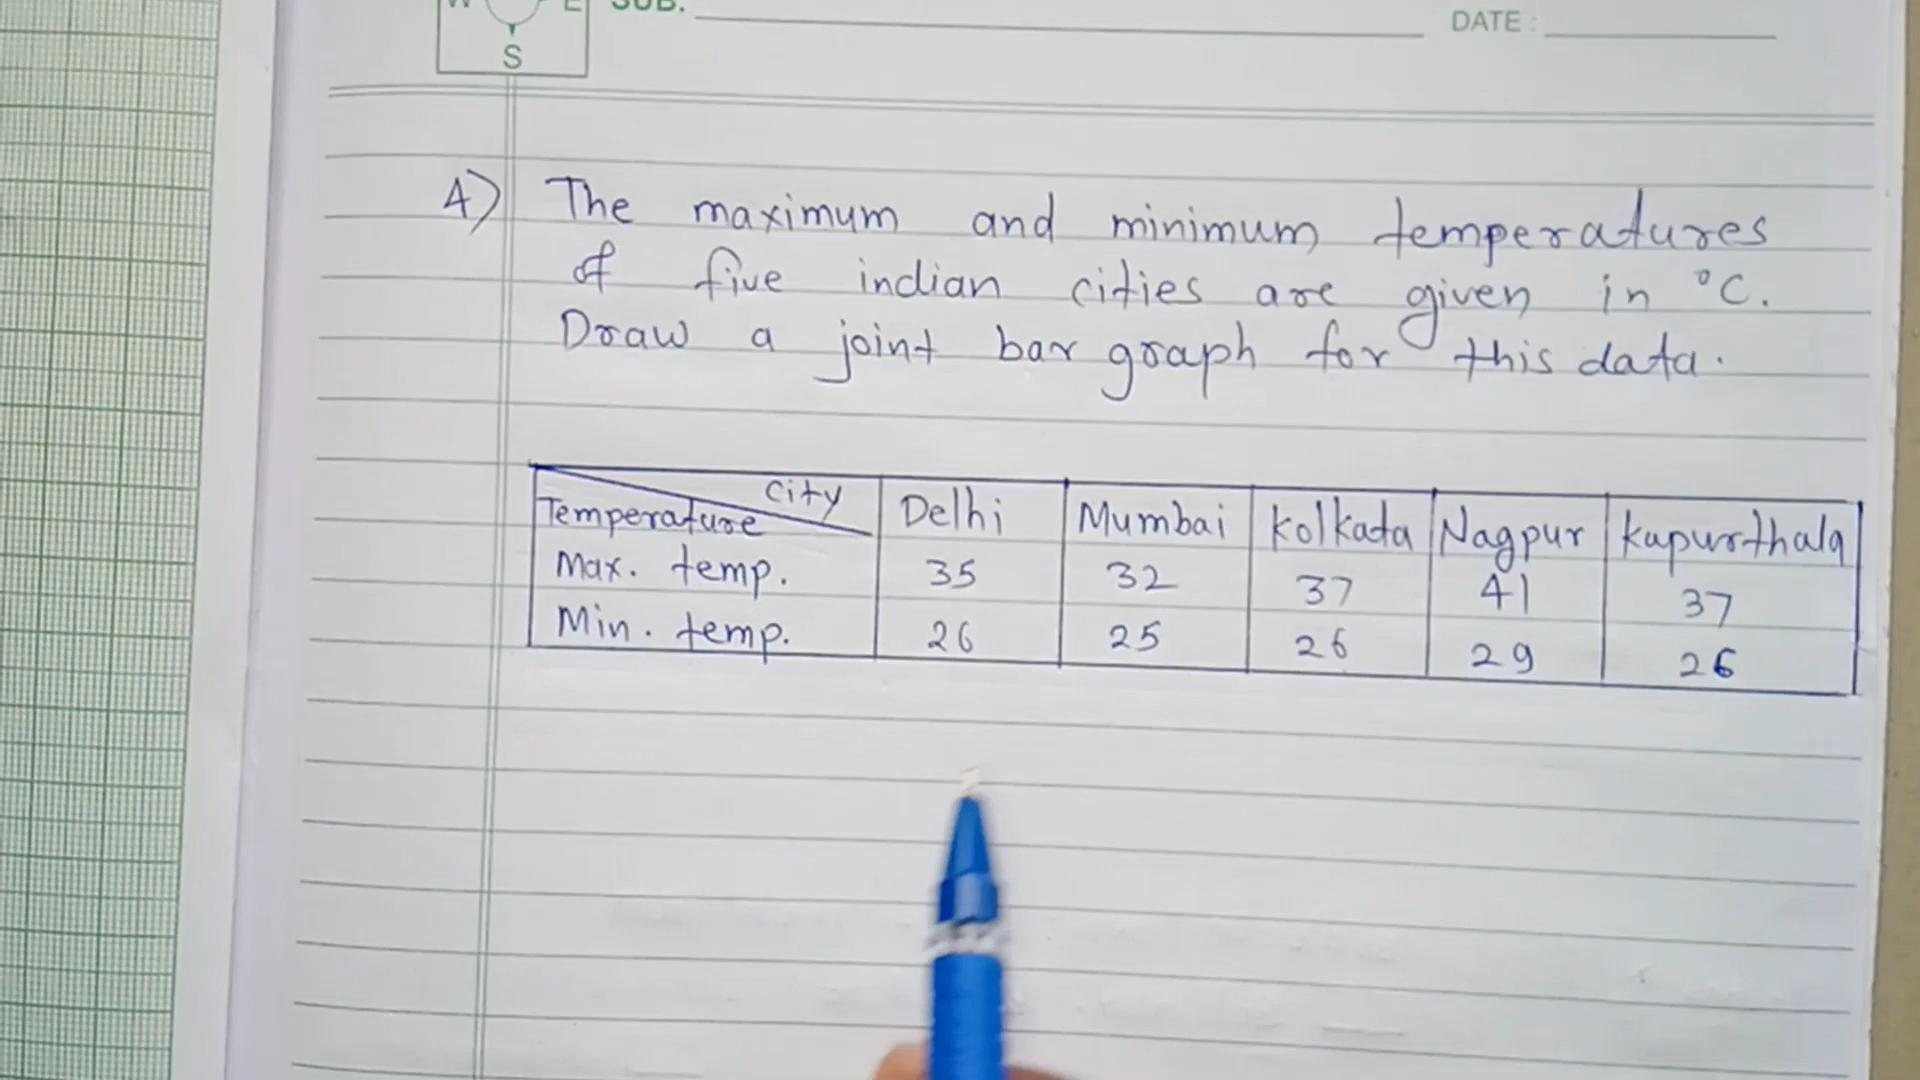 W E SUB. DATE :
S
4) The maximum and minimum temperatures
of five indian cities are given in °C.
Draw a joint bar graph for this data.
City Delhi Mumbai Kolkata Nagpur Kapurthala
Temperature
Max. temp. 35 32 37 41 37
Min. temp. 26 25 26 29 26